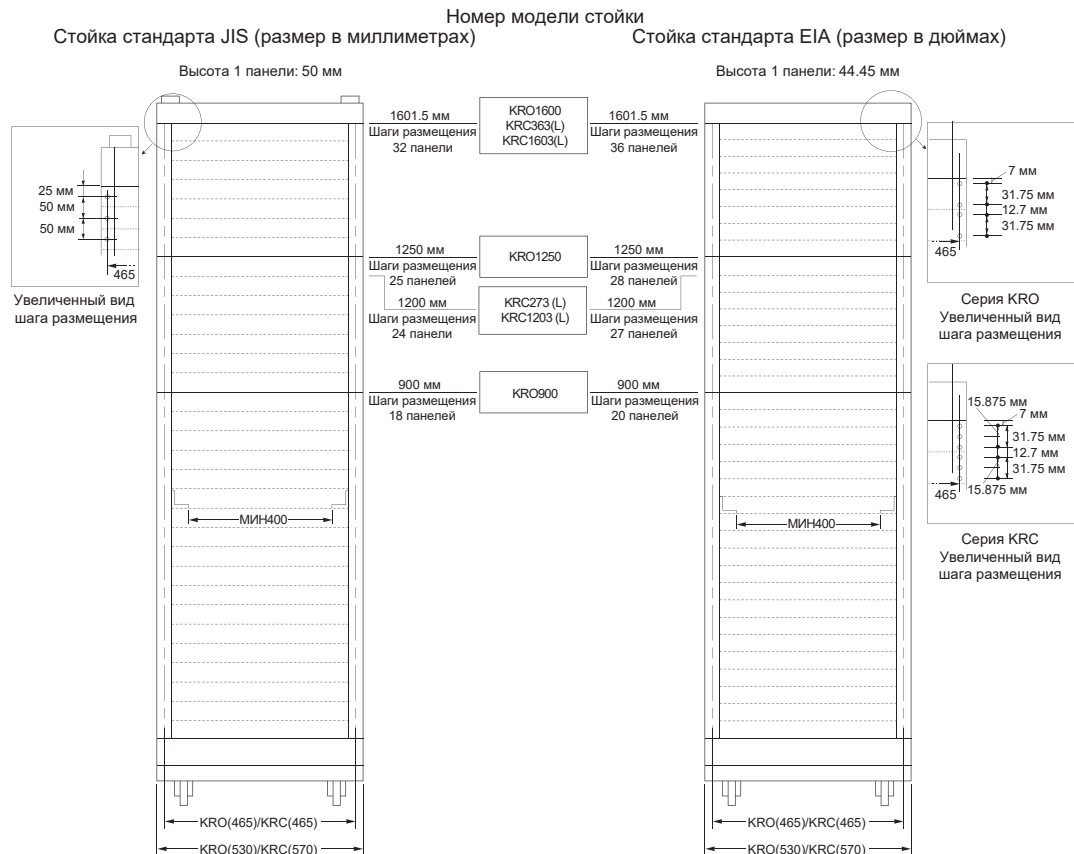 Номер модели стойки
Стойка стандарта JIS (размер в миллиметрах)
Стойка стандарта EIA (размер в дюймах)
Высота 1 панели: 50 мм
Высота 1 панели: 44.45 мм
25 мм
50 мм
50 мм
465
Увеличенный вид
шага размещения
1601.5 мм
Шаги размещения
32 панели
KRO1600
KRC363(L)
KRC1603(L)
1601.5 мм
Шаги размещения
36 панелей
1250 мм
Шаги размещения
25 панелей
KRO1250
1250 мм
Шаги размещения
28 панелей
1200 мм
Шаги размещения
24 панели
KRC273 (L)
KRC1203 (L)
1200 мм
Шаги размещения
27 панелей
900 мм
Шаги размещения
18 панелей
KRO900
900 мм
Шаги размещения
20 панелей
7 мм
31.75 мм
12.7 мм
31.75 мм
465
Серия KRO
Увеличенный вид
шага размещения
15.875 мм
7 мм
31.75 мм
12.7 мм
31.75 мм
15.875 мм
465
Серия KRC
Увеличенный вид
шага размещения
МИН400
МИН400
KRO(465)/KRC(465)
KRO(530)/KRC(570)
KRO(465)/KRC(465)
KRO(530)/KRC(570)